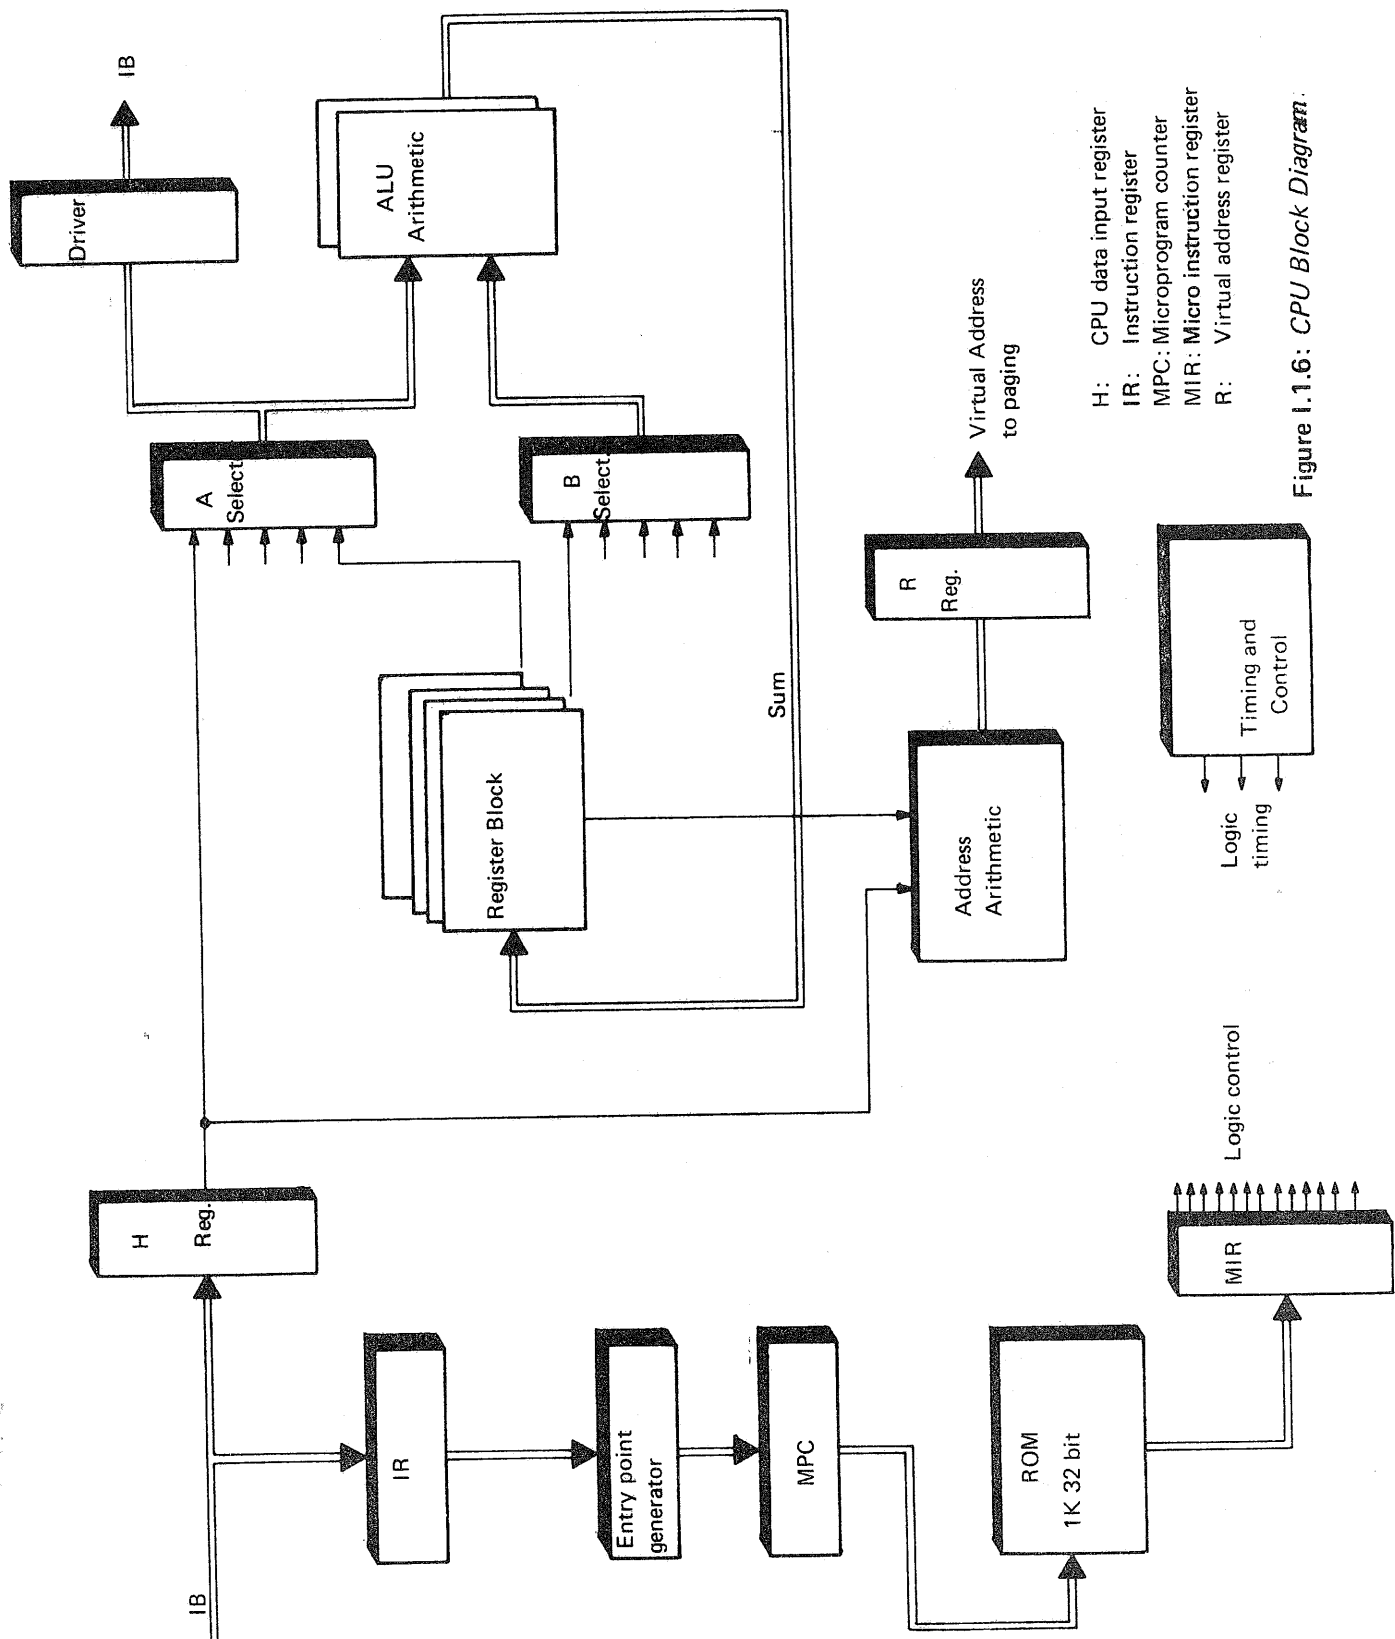 IB
H
Reg.
IR
Entry point
generator
MPC
ROM
1K 32 bit
MIR
Logic control
Register Block
Sum
A
Select.
B
Select.
Driver
IB
ALU
Arithmetic
Address
Arithmetic
R
Reg.
Virtual Address
to paging
Logic
timing
Timing and
Control
H: CPU data input register
IR: Instruction register
MPC: Microprogram counter
MIR: Micro instruction register
R: Virtual address register
Figure I.1.6: CPU Block Diagram.